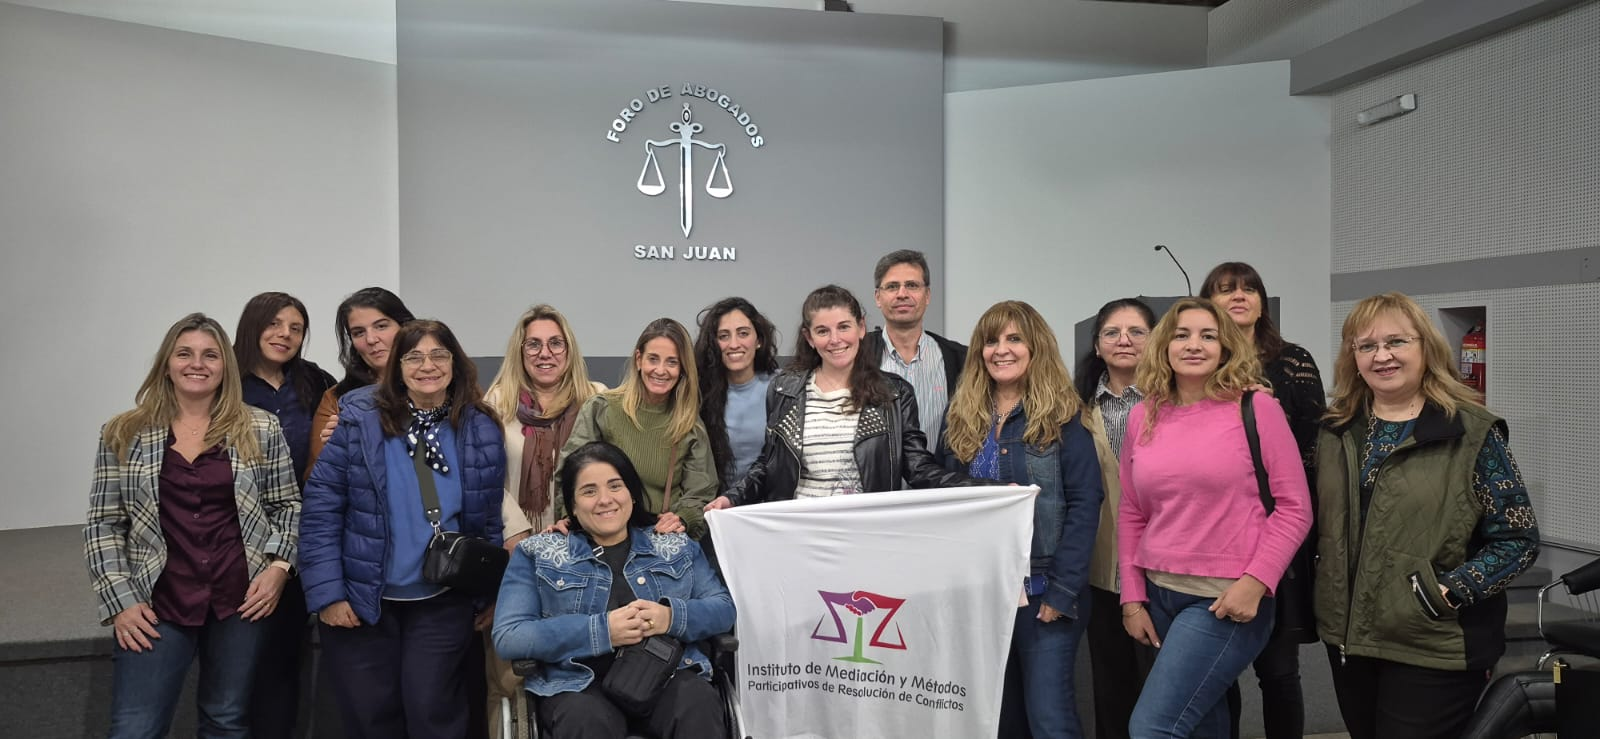 FORO DE ABOGADOS
SAN JUAN
Instituto de Mediación y Métodos
Participativos de Resolución de Conflictos